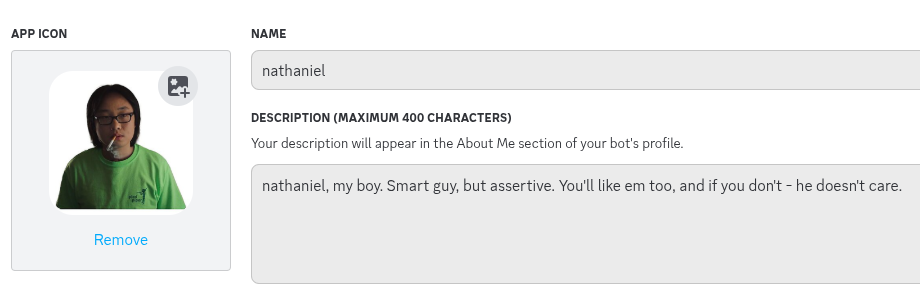 APP ICON
NAME
nathaniel
DESCRIPTION (MAXIMUM 400 CHARACTERS)
Your description will appear in the About Me section of your bot's profile.
nathaniel, my boy. Smart guy, but assertive. You'll like em too, and if you don't - he doesn't care.
Remove